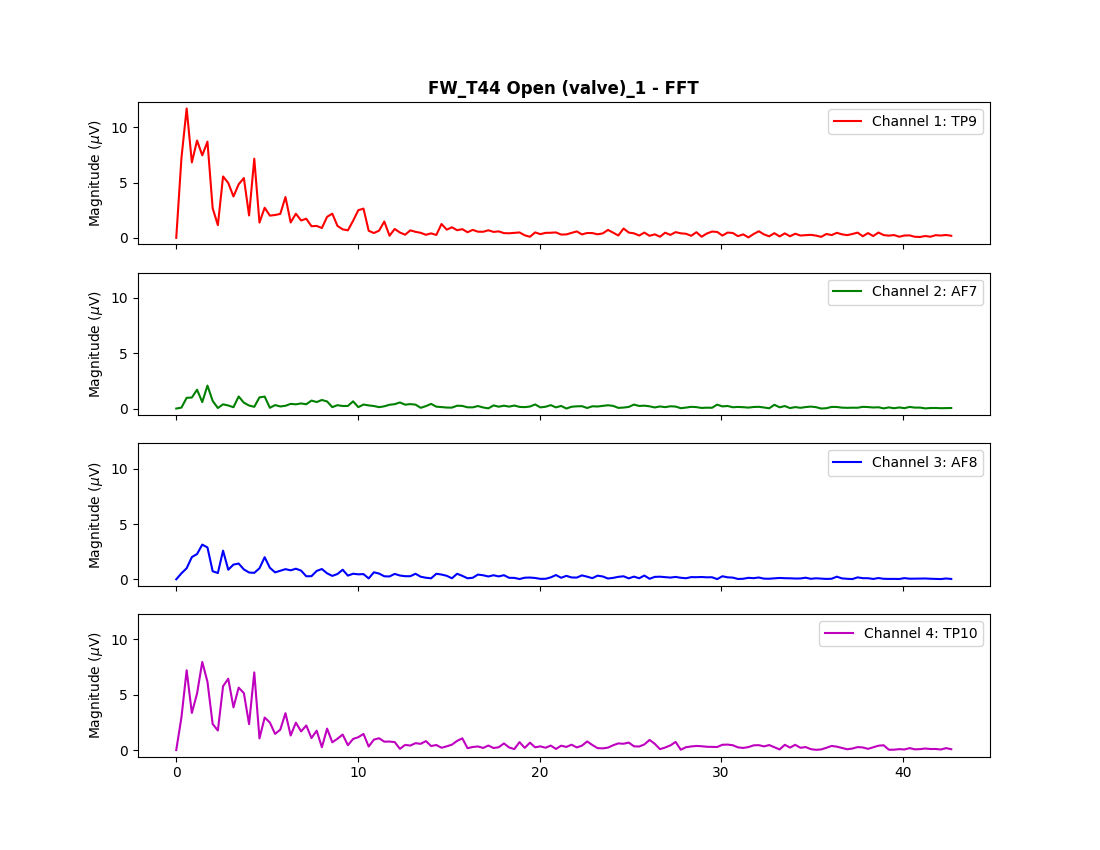 FW_T44 Open (valve)_1 - FFT
Magnitude (μV)
10
5
0
Channel 1: TP9
Magnitude (μV)
10
5
0
Channel 2: AF7
Magnitude (μV)
10
5
0
Channel 3: AF8
Magnitude (μV)
10
5
0
Channel 4: TP10
0 10 20 30 40